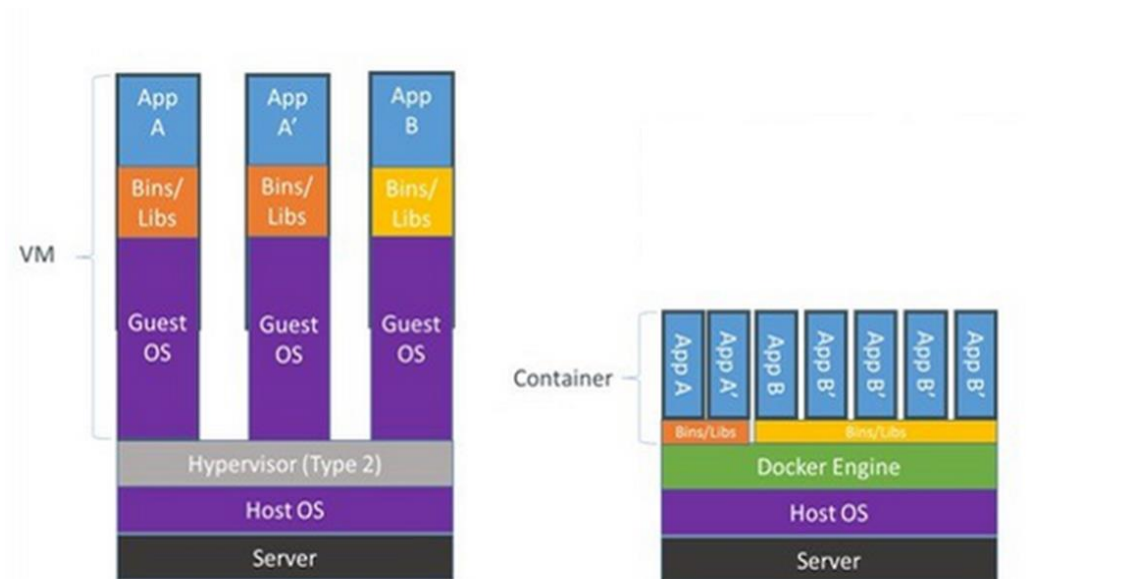 App
A
App
A′
App
B
Bins/
Libs
Bins/
Libs
Bins/
Libs
VM
Guest
OS
Guest
OS
Guest
OS
Hypervisor (Type 2)
Host OS
Server
Container
App A
App A′
App B
App B′
App B′
App B′
App B′
Bins/Libs
Bins/Libs
Docker Engine
Host OS
Server